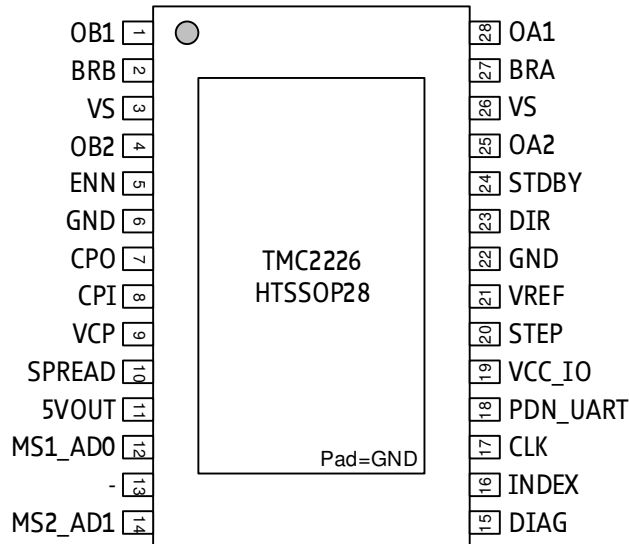 OB1 1 28 OA1
BRB 2 27 BRA
VS 3 26 VS
OB2 4 25 OA2
ENN 5 24 STDBY
GND 6 23 DIR
CPO 7 22 GND
TMC2226
HTSSOP28
CPI 8 21 VREF
VCP 9 20 STEP
SPREAD 10 19 VCC_IO
5VOUT 11 18 PDN_UART
MS1_AD0 12 17 CLK
Pad=GND
- 13 16 INDEX
MS2_AD1 14 15 DIAG